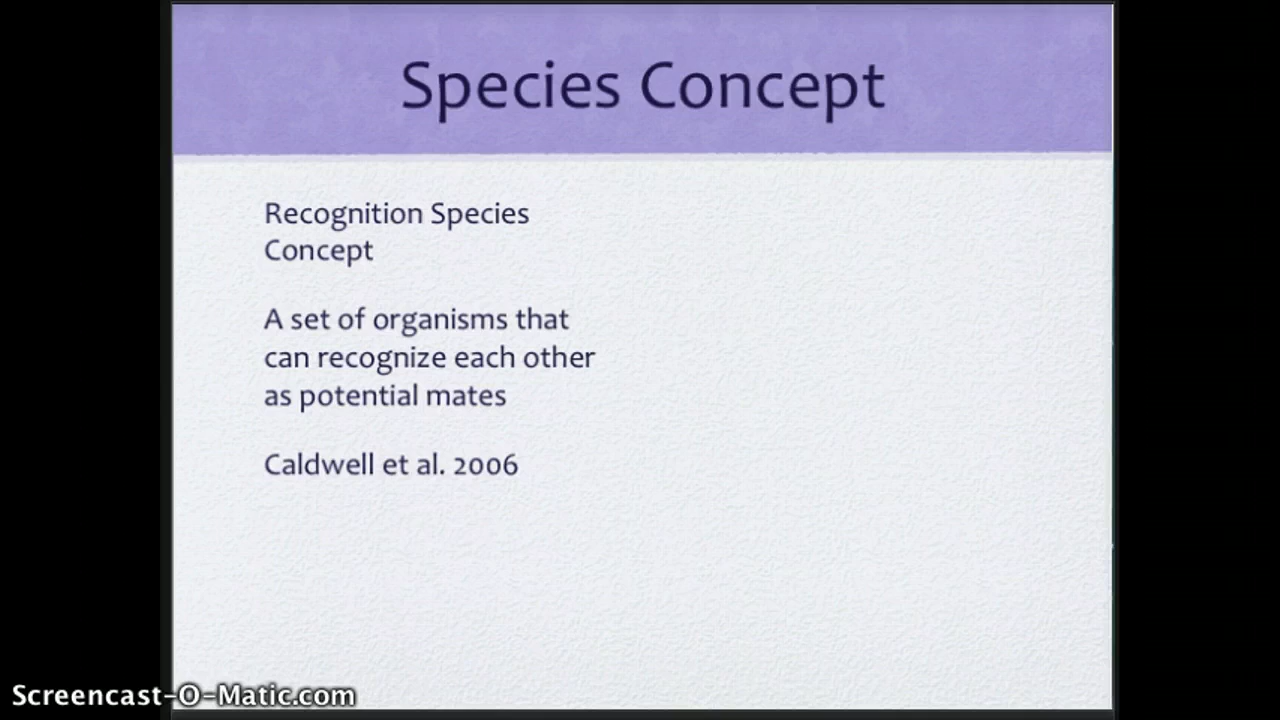 Species Concept
Recognition Species
Concept
A set of organisms that
can recognize each other
as potential mates
Caldwell et al. 2006
Screencast-O-Matic.com